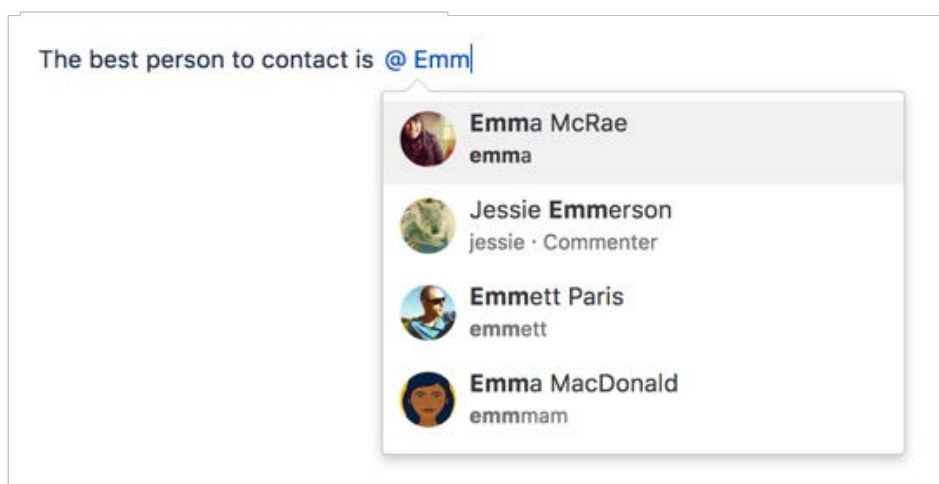 The best person to contact is @ Emm
Emma McRae
emma
Jessie Emmerson
jessie · Commenter
Emmett Paris
emmett
Emma MacDonald
emmmam